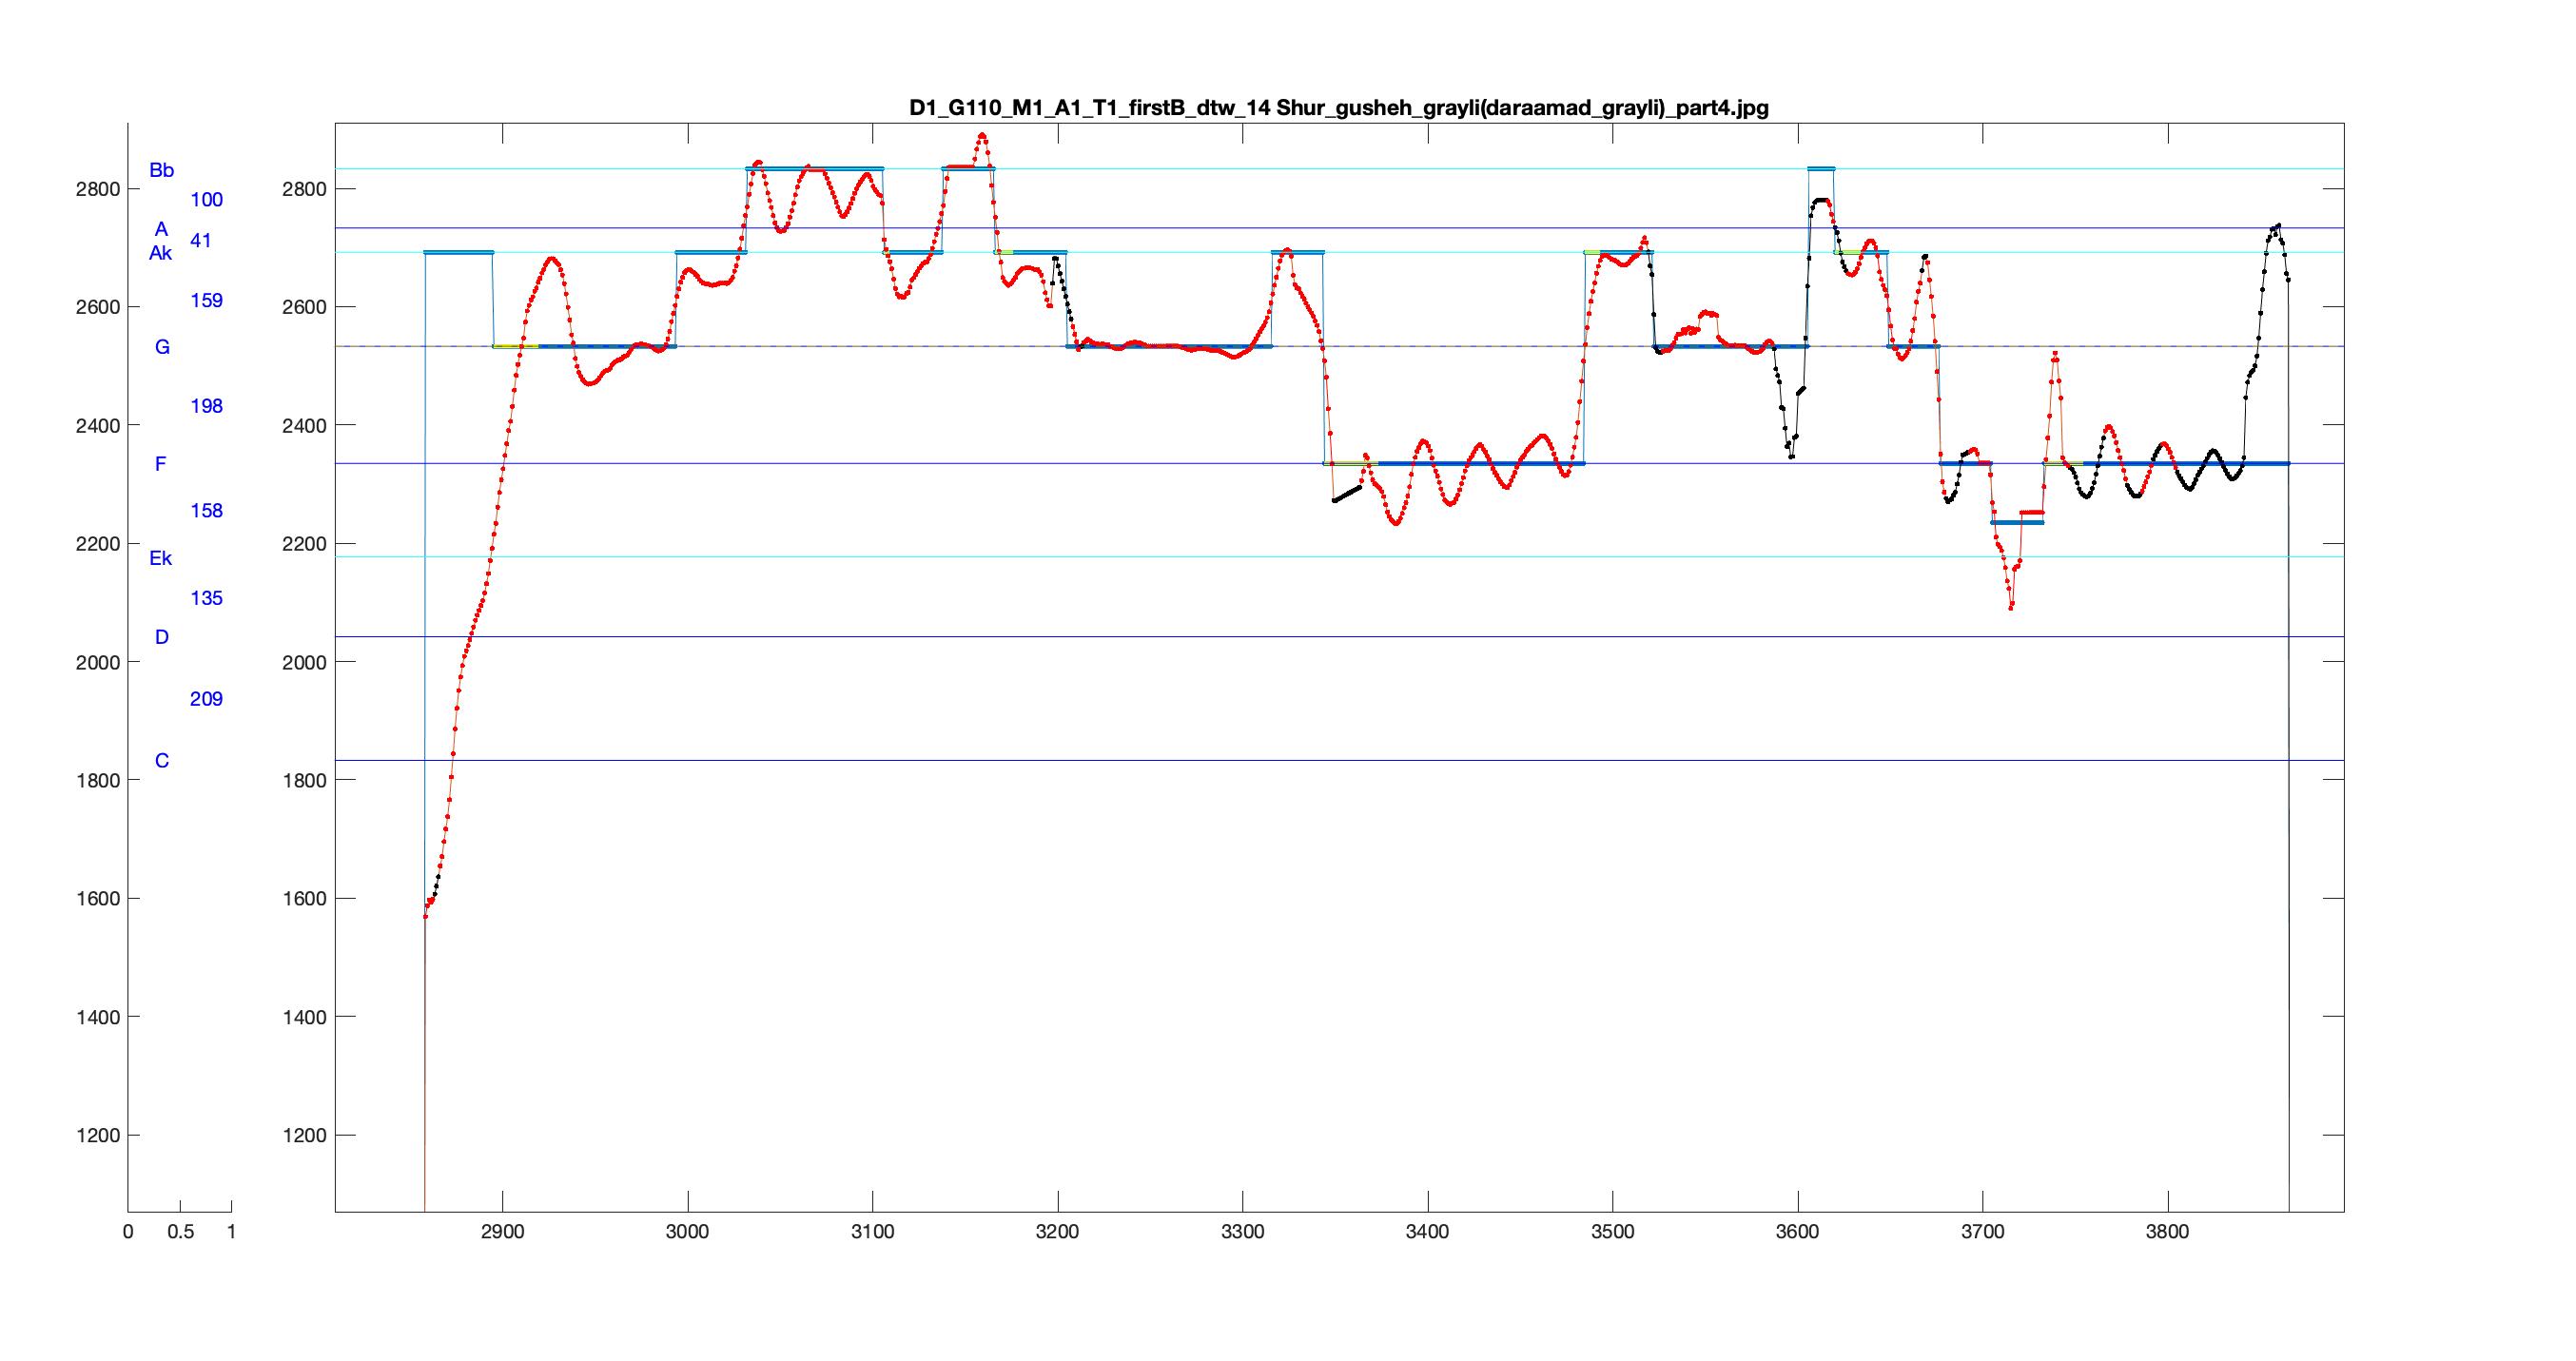 D1_G110_M1_A1_T1_firstB_dtw_14 Shur_gusheh_grayli(daraamad_grayli)_part4.jpg
Bb
2800 2800
100
A
41
Ak
159
2600 2600
G
198
2400 2400
F
158
2200 2200
Ek
135
D
2000 2000
209
C
1800 1800
1600 1600
1400 1400
1200 1200
0 0.5 1 2900 3000 3100 3200 3300 3400 3500 3600 3700 3800